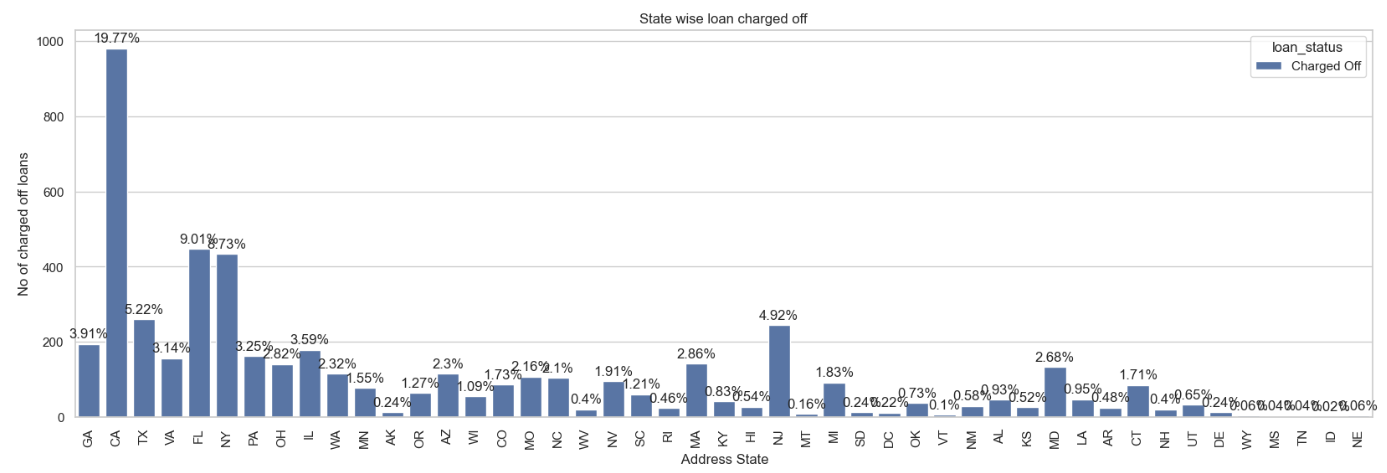 State wise loan charged off
loan_status
Charged Off
No of charged off loans
1000
800
600
400
200
0
3.91%
19.77%
5.22%
3.14%
9.01%
8.73%
3.25%
2.82%
3.59%
2.32%
1.55%
0.24%
1.27%
2.3%
1.09%
1.73%
2.16%
2.1%
0.4%
1.91%
1.21%
0.46%
2.86%
0.83%
0.54%
4.92%
0.16%
1.83%
0.24%
0.22%
0.73%
0.1%
0.58%
0.93%
0.52%
2.68%
0.95%
0.48%
1.71%
0.4%
0.65%
0.24%
0.06%
0.04%
0.04%
0.02%
0.06%
GA
CA
TX
VA
FL
NY
PA
OH
IL
WA
MN
AK
OR
AZ
WI
CO
MO
NC
WV
NV
SC
RI
MA
KY
HI
NJ
MT
MI
SD
DC
OK
VT
NM
AL
KS
MD
LA
AR
CT
NH
UT
DE
WY
MS
TN
ID
NE
Address State